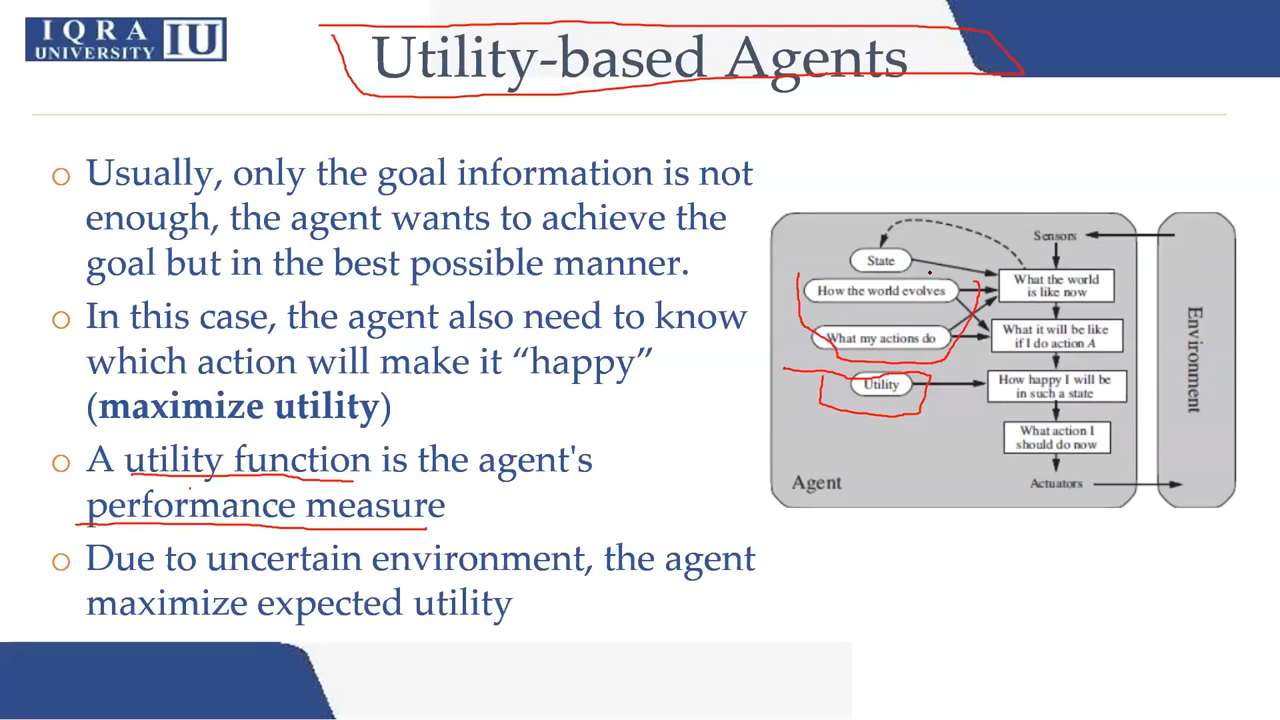 IQRA
UNIVERSITY IU
Utility-based Agents
o Usually, only the goal information is not
enough, the agent wants to achieve the
goal but in the best possible manner.
o In this case, the agent also need to know
which action will make it “happy”
(maximize utility)
o A utility function is the agent's
performance measure
o Due to uncertain environment, the agent
maximize expected utility
Sensors
State
What the world
is like now
How the world evolves
What it will be like
if I do action A
What my actions do
How happy I will be
in such a state
Utility
What action I
should do now
Agent
Actuators
Environment